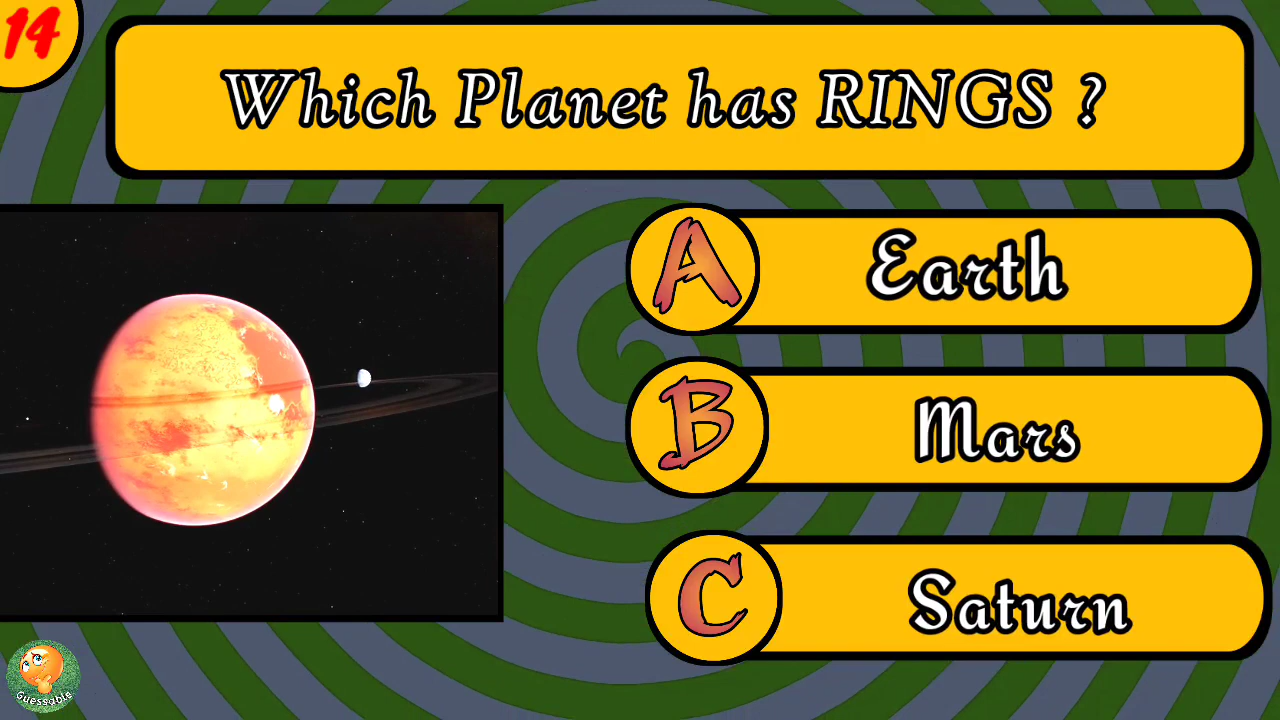 14
Which Planet has RINGS ?
A
Earth
B
Mars
C
Saturn
Guessable